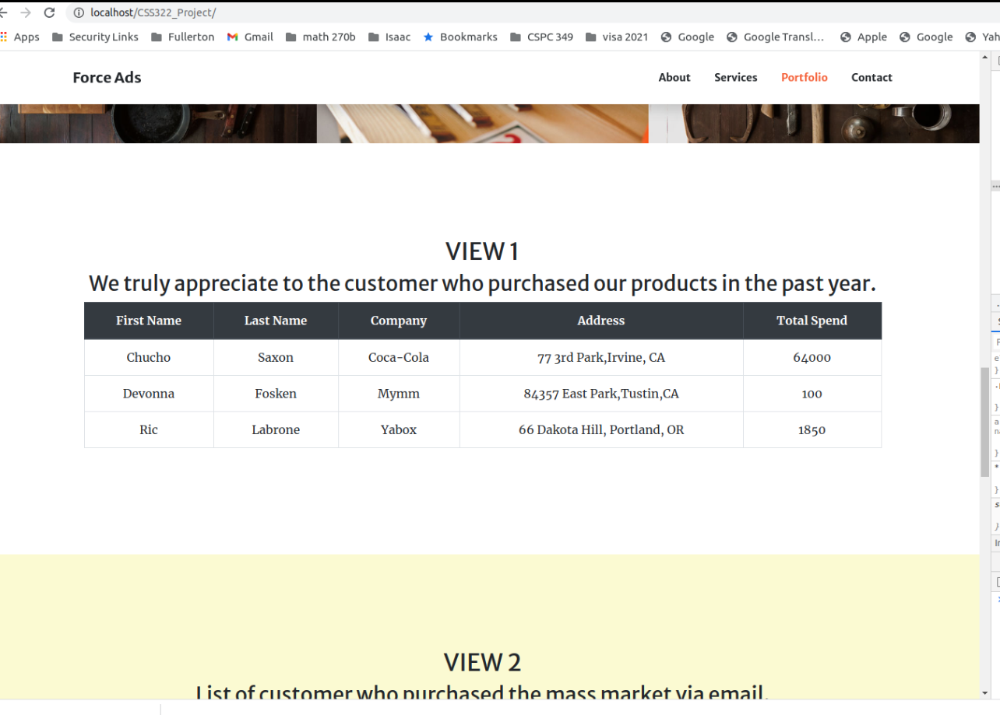 localhost/CSS322_Project/
Apps Security Links Fullerton Gmail math 270b Isaac Bookmarks CSPC 349 visa 2021 Google Google Transl... Apple Google Yah
Force Ads About Services Portfolio Contact
VIEW 1
We truly appreciate to the customer who purchased our products in the past year.
First Name Last Name Company Address Total Spend
Chucho Saxon Coca-Cola 77 3rd Park,Irvine, CA 64000
Devonna Fosken Mymm 84357 East Park,Tustin,CA 100
Ric Labrone Yabox 66 Dakota Hill, Portland, OR 1850
VIEW 2
List of customer who purchased the mass market via email.